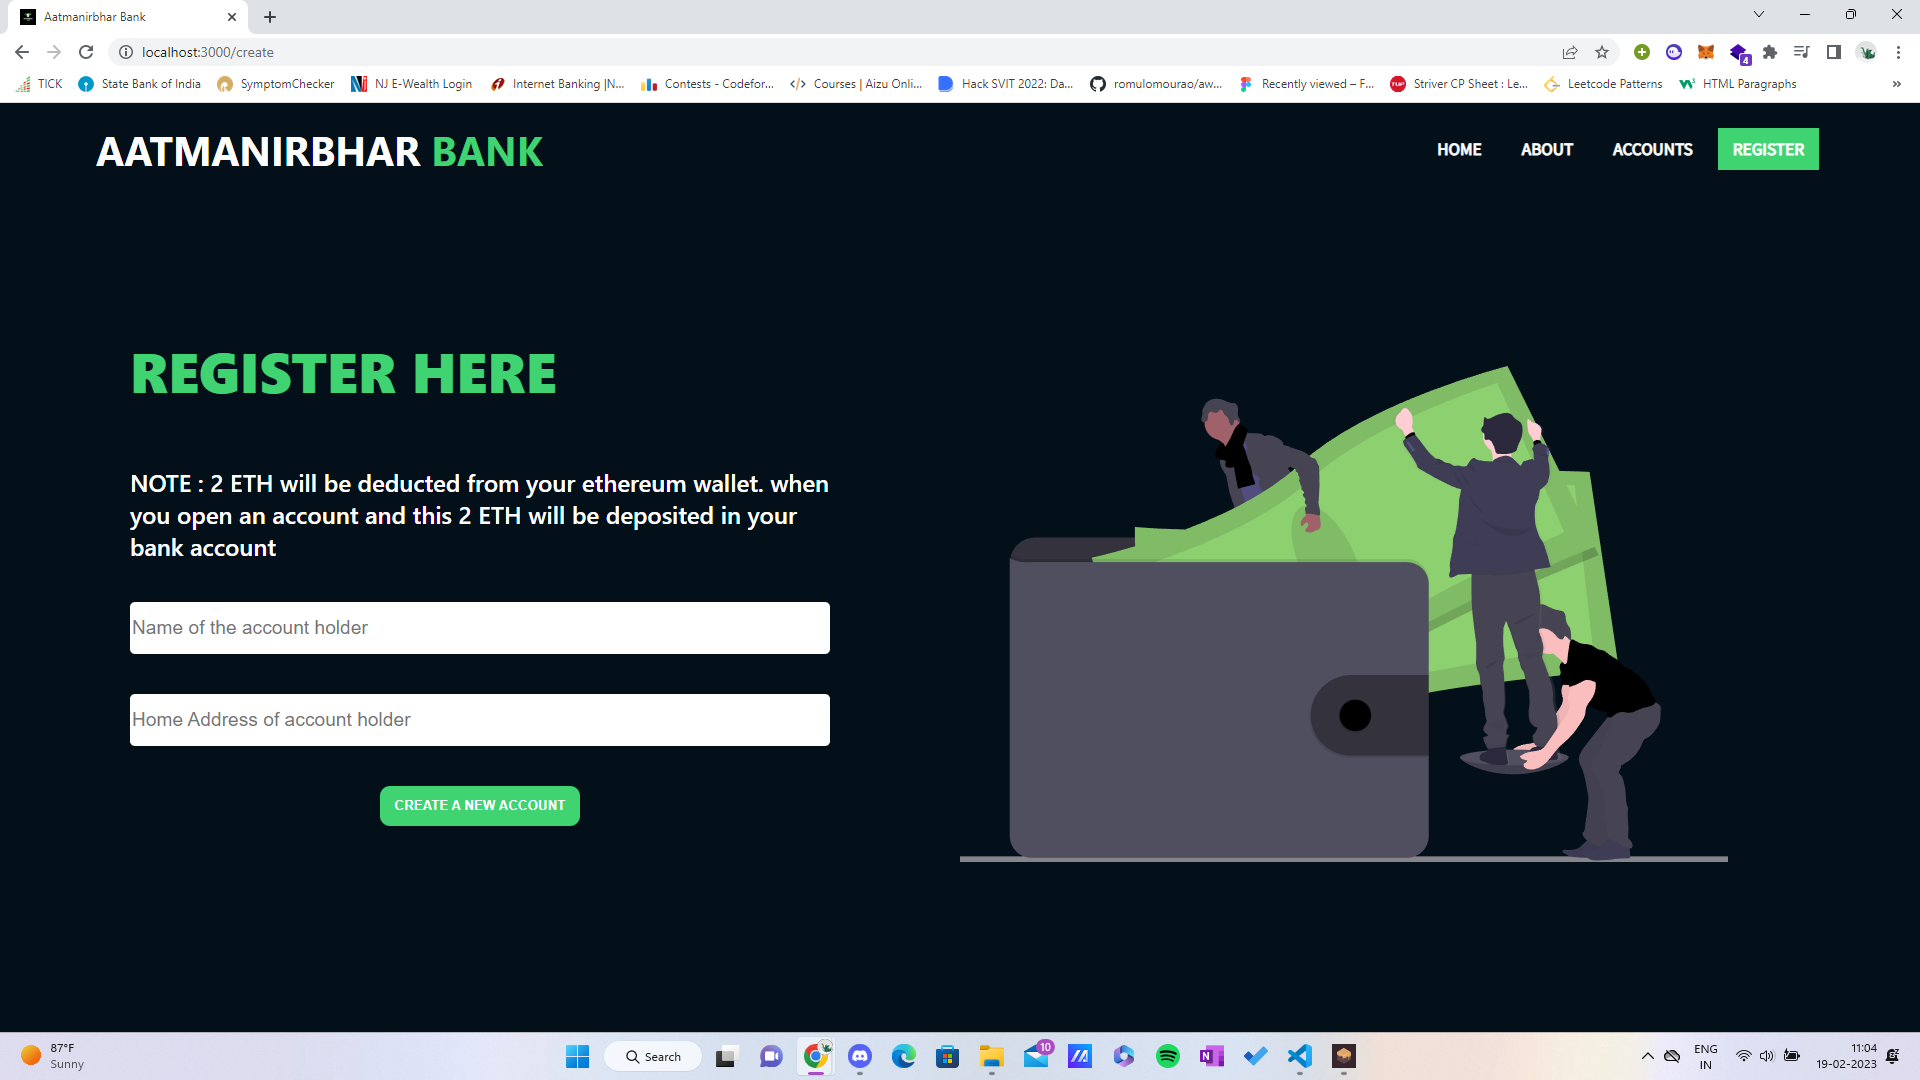 Aatmanirbhar Bank
localhost:3000/create
4
TICK
State Bank of India
SymptomChecker
NJ E-Wealth Login
Internet Banking |N...
Contests - Codefor...
Courses | Aizu Onli...
Hack SVIT 2022: Da...
romulomourao/aw...
Recently viewed – F...
Striver CP Sheet : Le...
Leetcode Patterns
HTML Paragraphs
AATMANIRBHAR BANK
HOME
ABOUT
ACCOUNTS
REGISTER
REGISTER HERE
NOTE : 2 ETH will be deducted from your ethereum wallet. when
you open an account and this 2 ETH will be deposited in your
bank account
Name of the account holder
Home Address of account holder
CREATE A NEW ACCOUNT
87°F
Sunny
Search
10
ENG
IN
11:04
19-02-2023